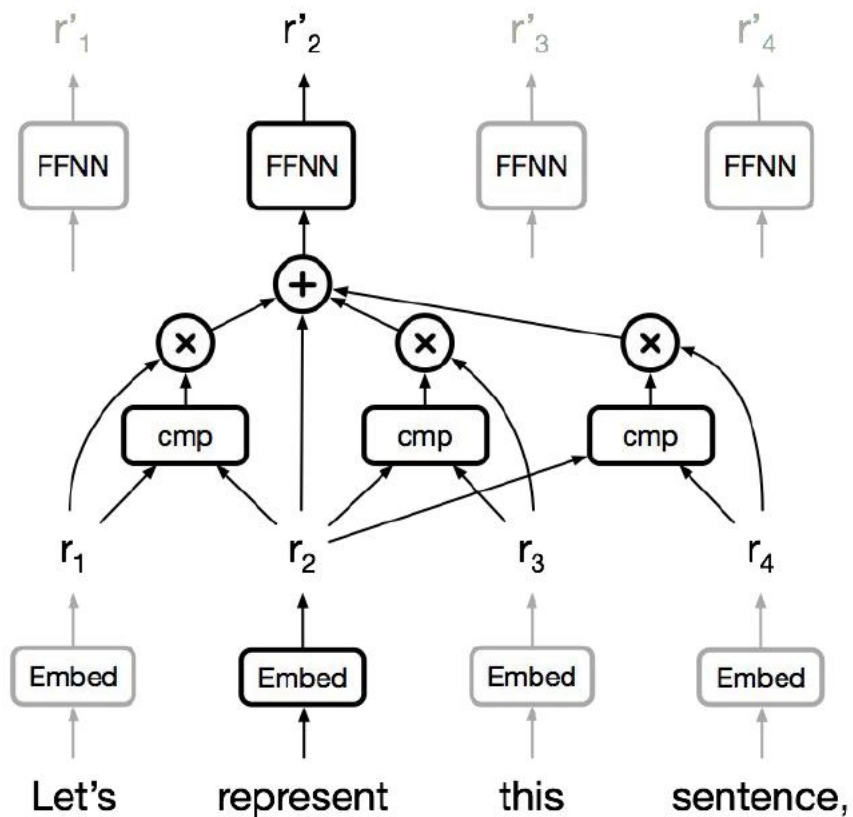 r'₁ r'₂ r'₃ r'₄
FFNN FFNN FFNN FFNN
+
× × ×
cmp cmp cmp
r₁ r₂ r₃ r₄
Embed Embed Embed Embed
Let's represent this sentence,